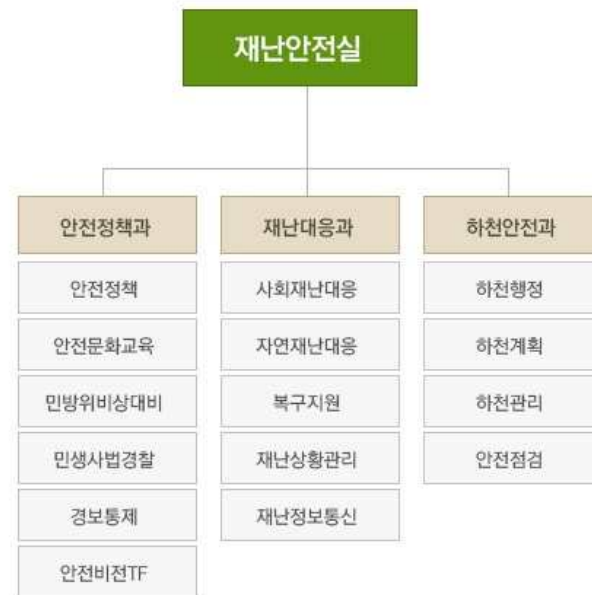 재난안전실
안전정책과
안전정책
안전문화교육
민방위비상대비
민생사법경찰
경보통제
안전비전TF
재난대응과
사회재난대응
자연재난대응
복구지원
재난상황관리
재난정보통신
하천안전과
하천행정
하천계획
하천관리
안전점검